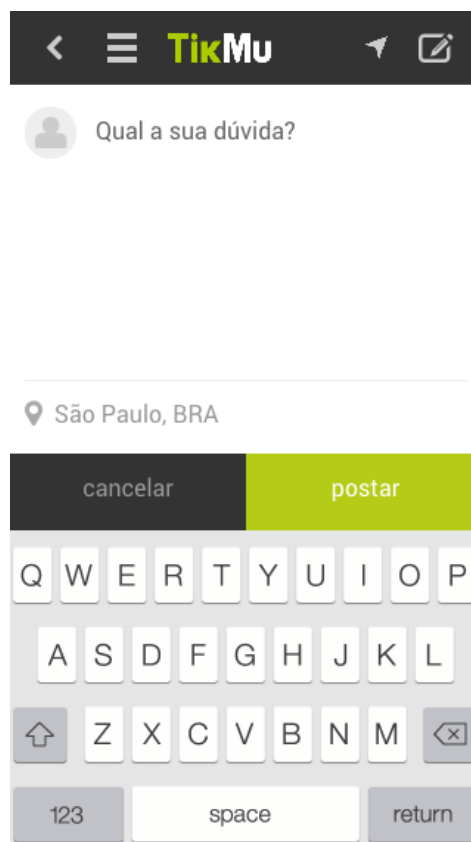 TikMu
Qual a sua dúvida?
São Paulo, BRA
cancelar postar
Q W E R T Y U I O P
A S D F G H J K L
Z X C V B N M
123 space return